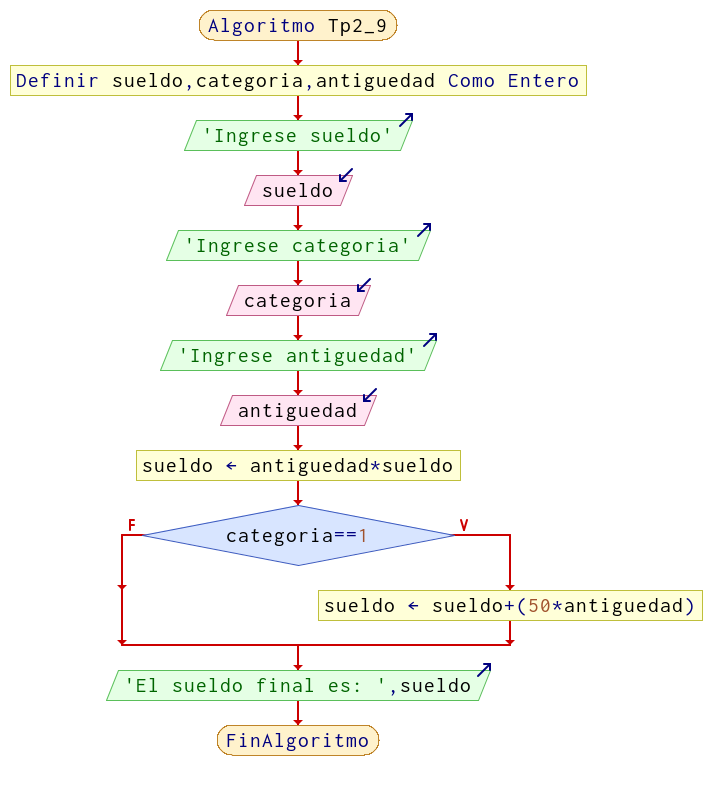 Algoritmo Tp2_9
Definir sueldo,categoria,antiguedad Como Entero
'Ingrese sueldo'
sueldo
'Ingrese categoria'
categoria
'Ingrese antiguedad'
antiguedad
sueldo ← antiguedad*sueldo
F
V
categoria==1
sueldo ← sueldo+(50*antiguedad)
'El sueldo final es: ',sueldo
FinAlgoritmo